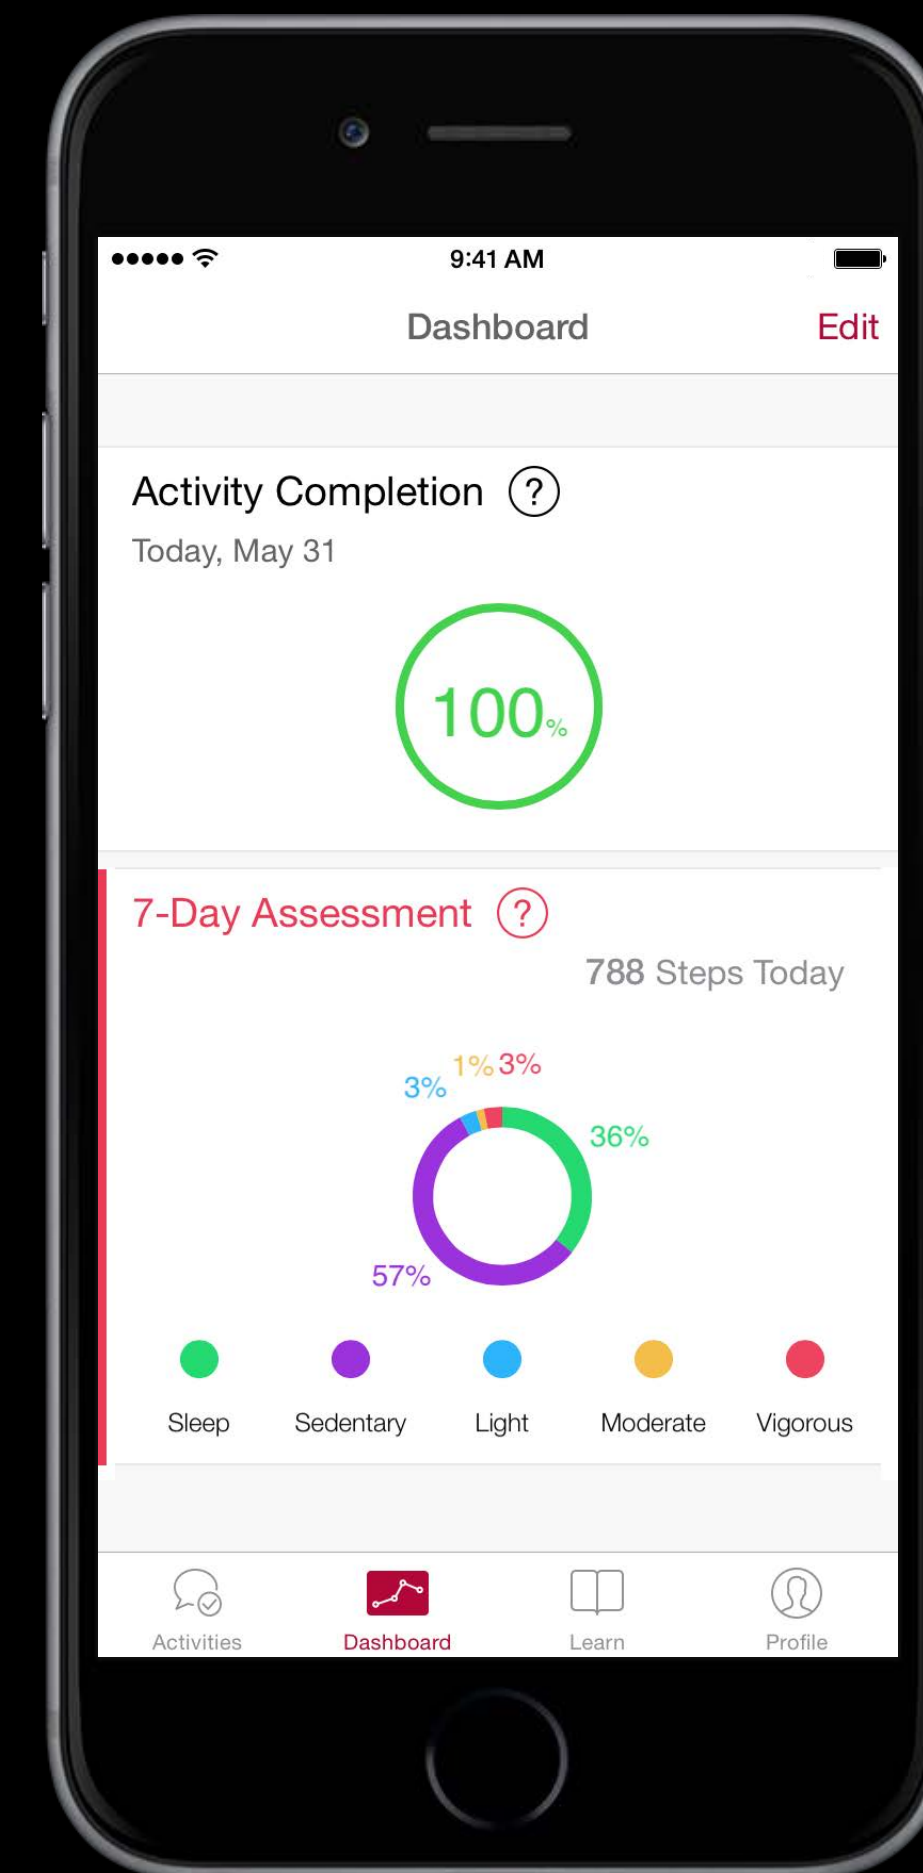 9:41 AM
Dashboard Edit
Activity Completion ?
Today, May 31
100%
7-Day Assessment ?
788 Steps Today
3% 1% 3%
36%
57%
Sleep Sedentary Light Moderate Vigorous
Activities Dashboard Learn Profile